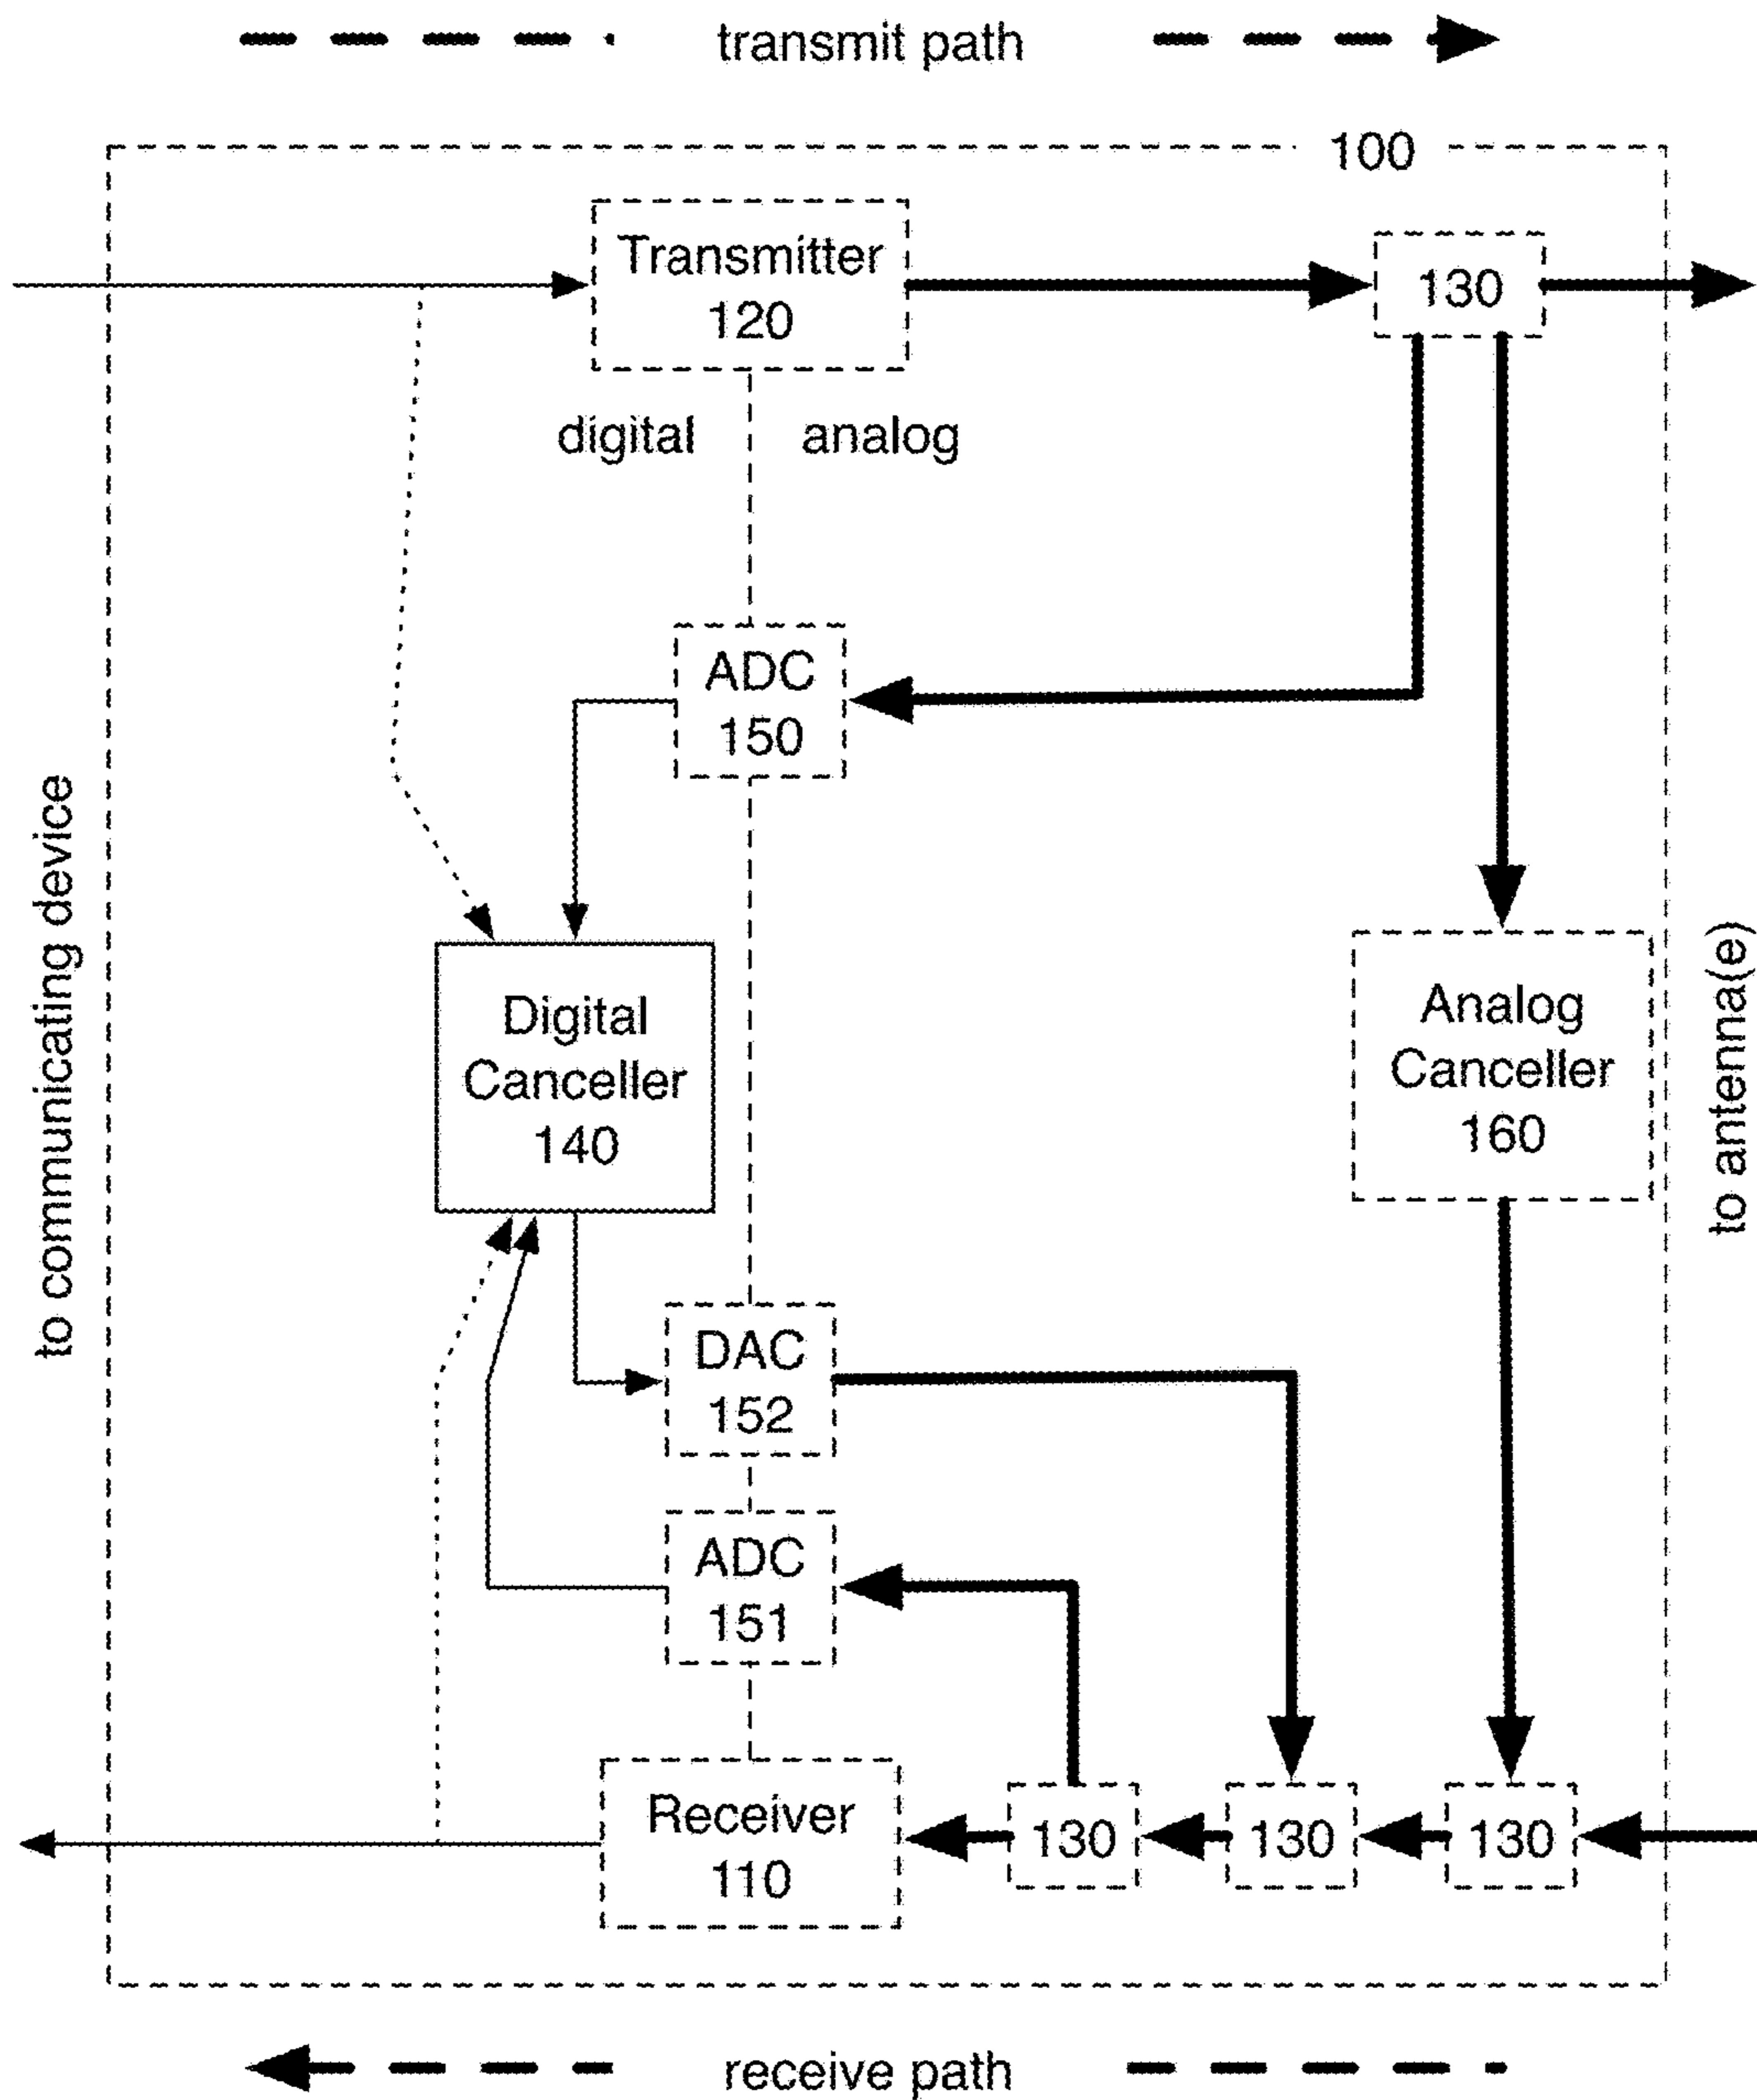 transmit path
100
Transmitter
120
130
digital
analog
ADC
150
to communicating device
Digital
Canceller
140
Analog
Canceller
160
to antenna(e)
DAC
152
ADC
151
Receiver
110
130
130
130
receive path